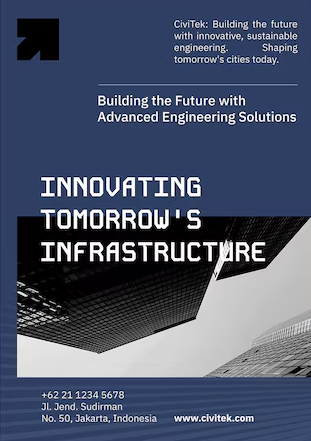 CiviTek: Building the future
with innovative, sustainable
engineering. Shaping
tomorrow's cities today.
Building the Future with
Advanced Engineering Solutions
INNOVATING
TOMORROW'S
INFRASTRUCTURE
+62 21 1234 5678
Jl. Jend. Sudirman
No. 50, Jakarta, Indonesia
www.civitek.com